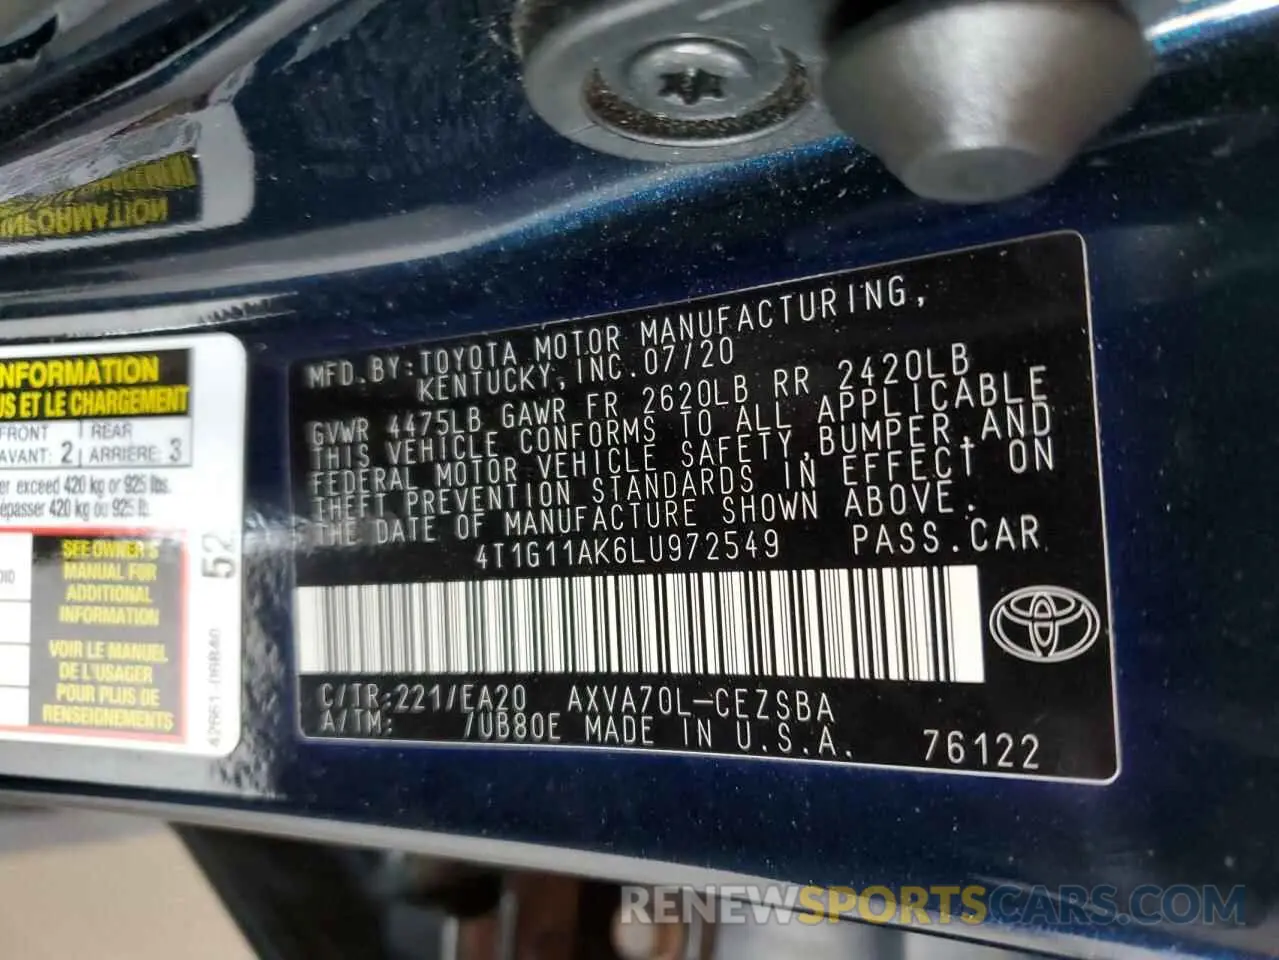 MFD.BY:TOYOTA MOTOR MANUFACTURING,
KENTUCKY,INC.07/20
GVWR 4475LB GAWR FR 2620LB RR 2420LB
THIS VEHICLE CONFORMS TO ALL APPLICABLE
FEDERAL MOTOR VEHICLE SAFETY,BUMPER,AND
THEFT PREVENTION STANDARDS IN EFFECT ON
THE DATE OF MANUFACTURE SHOWN ABOVE.
4T1G11AK6LU972549 PASS.CAR
C/TR:221/EA20 AXVA70L-CEZSBA
A/TM: /UB80E MADE IN U.S.A. 76122
NFORMATION
US ET LE CHARGEMENT
FRONT REAR
AVANT: 2 ARRIÈRE: 3
er exceed 420 kg or 925 lbs.
épasser 420 kg ou 925 lb.
SEE OWNER'S
MANUAL FOR
ADDITIONAL
INFORMATION
VOIR LE MANUEL
DE L'USAGER
POUR PLUS DE
RENSEIGNEMENTS
52
42661-06840
RENEWSPORTSCARS.COM